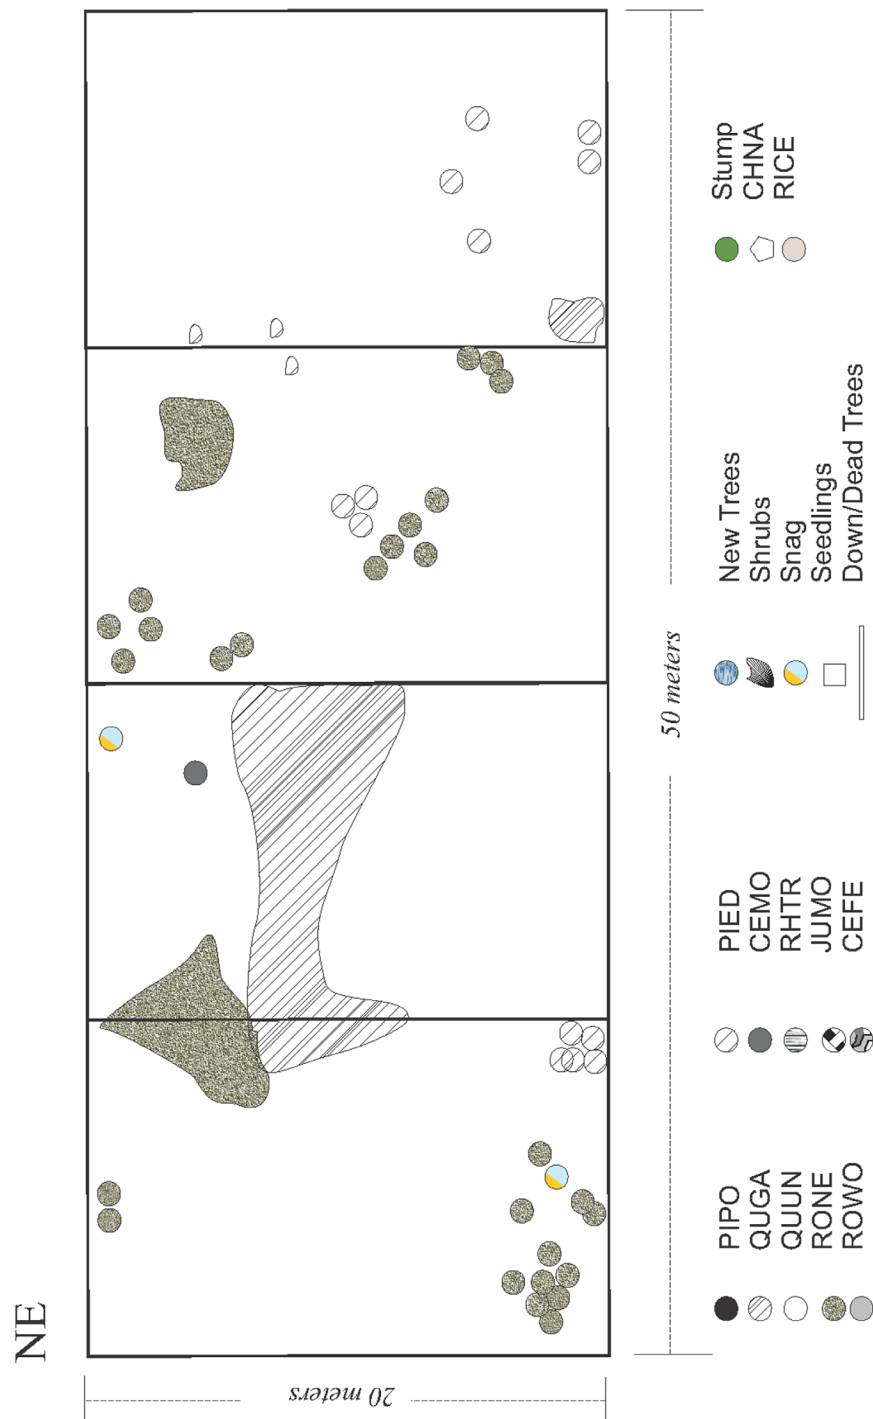 NE
20 meters
50 meters
PIPO
QUGA
QUUN
RONE
ROWO
PIED
CEMO
RHTR
JUMO
CEFE
New Trees
Shrubs
Snag
Seedlings
Down/Dead Trees
Stump
CHNA
RICE